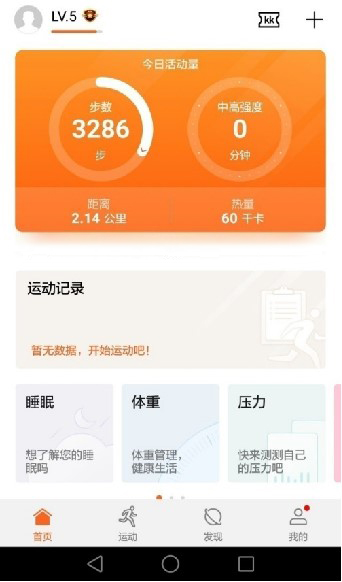 LV.5
kk
今日活动量
步数
中高强度
3286
0
步
分钟
距离
热量
2.14 公里
60 千卡
运动记录
暂无数据，开始运动吧！
睡眠
体重
压力
想了解您的睡
眠吗
体重管理，
健康生活
快来测测自己
的压力吧
首页
运动
发现
我的